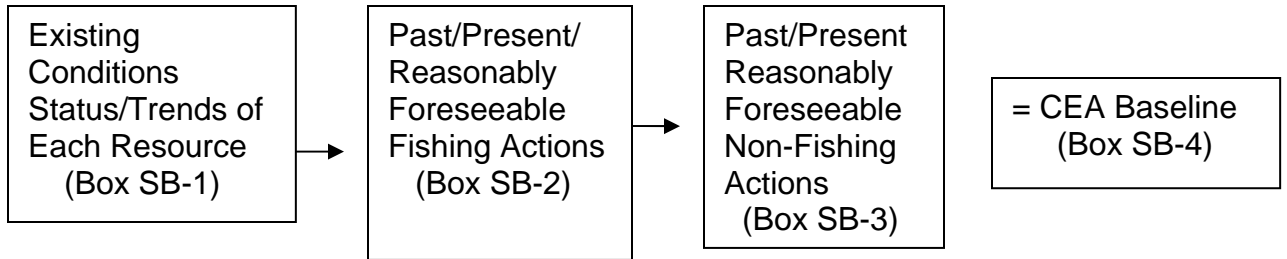 Existing
Conditions
Status/Trends of
Each Resource
(Box SB-1)
Past/Present/
Reasonably
Foreseeable
Fishing Actions
(Box SB-2)
Past/Present
Reasonably
Foreseeable
Non-Fishing
Actions
(Box SB-3)
= CEA Baseline
(Box SB-4)